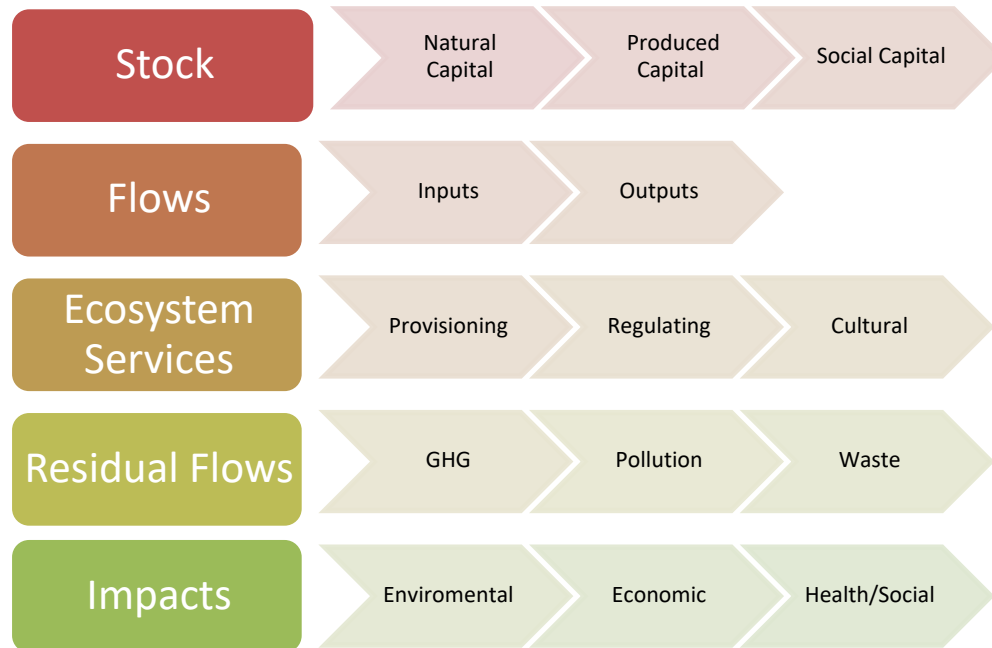 Stock
Natural
Capital
Produced
Capital
Social Capital
Flows
Inputs
Outputs
Ecosystem
Services
Provisioning
Regulating
Cultural
Residual Flows
GHG
Pollution
Waste
Impacts
Enviromental
Economic
Health/Social